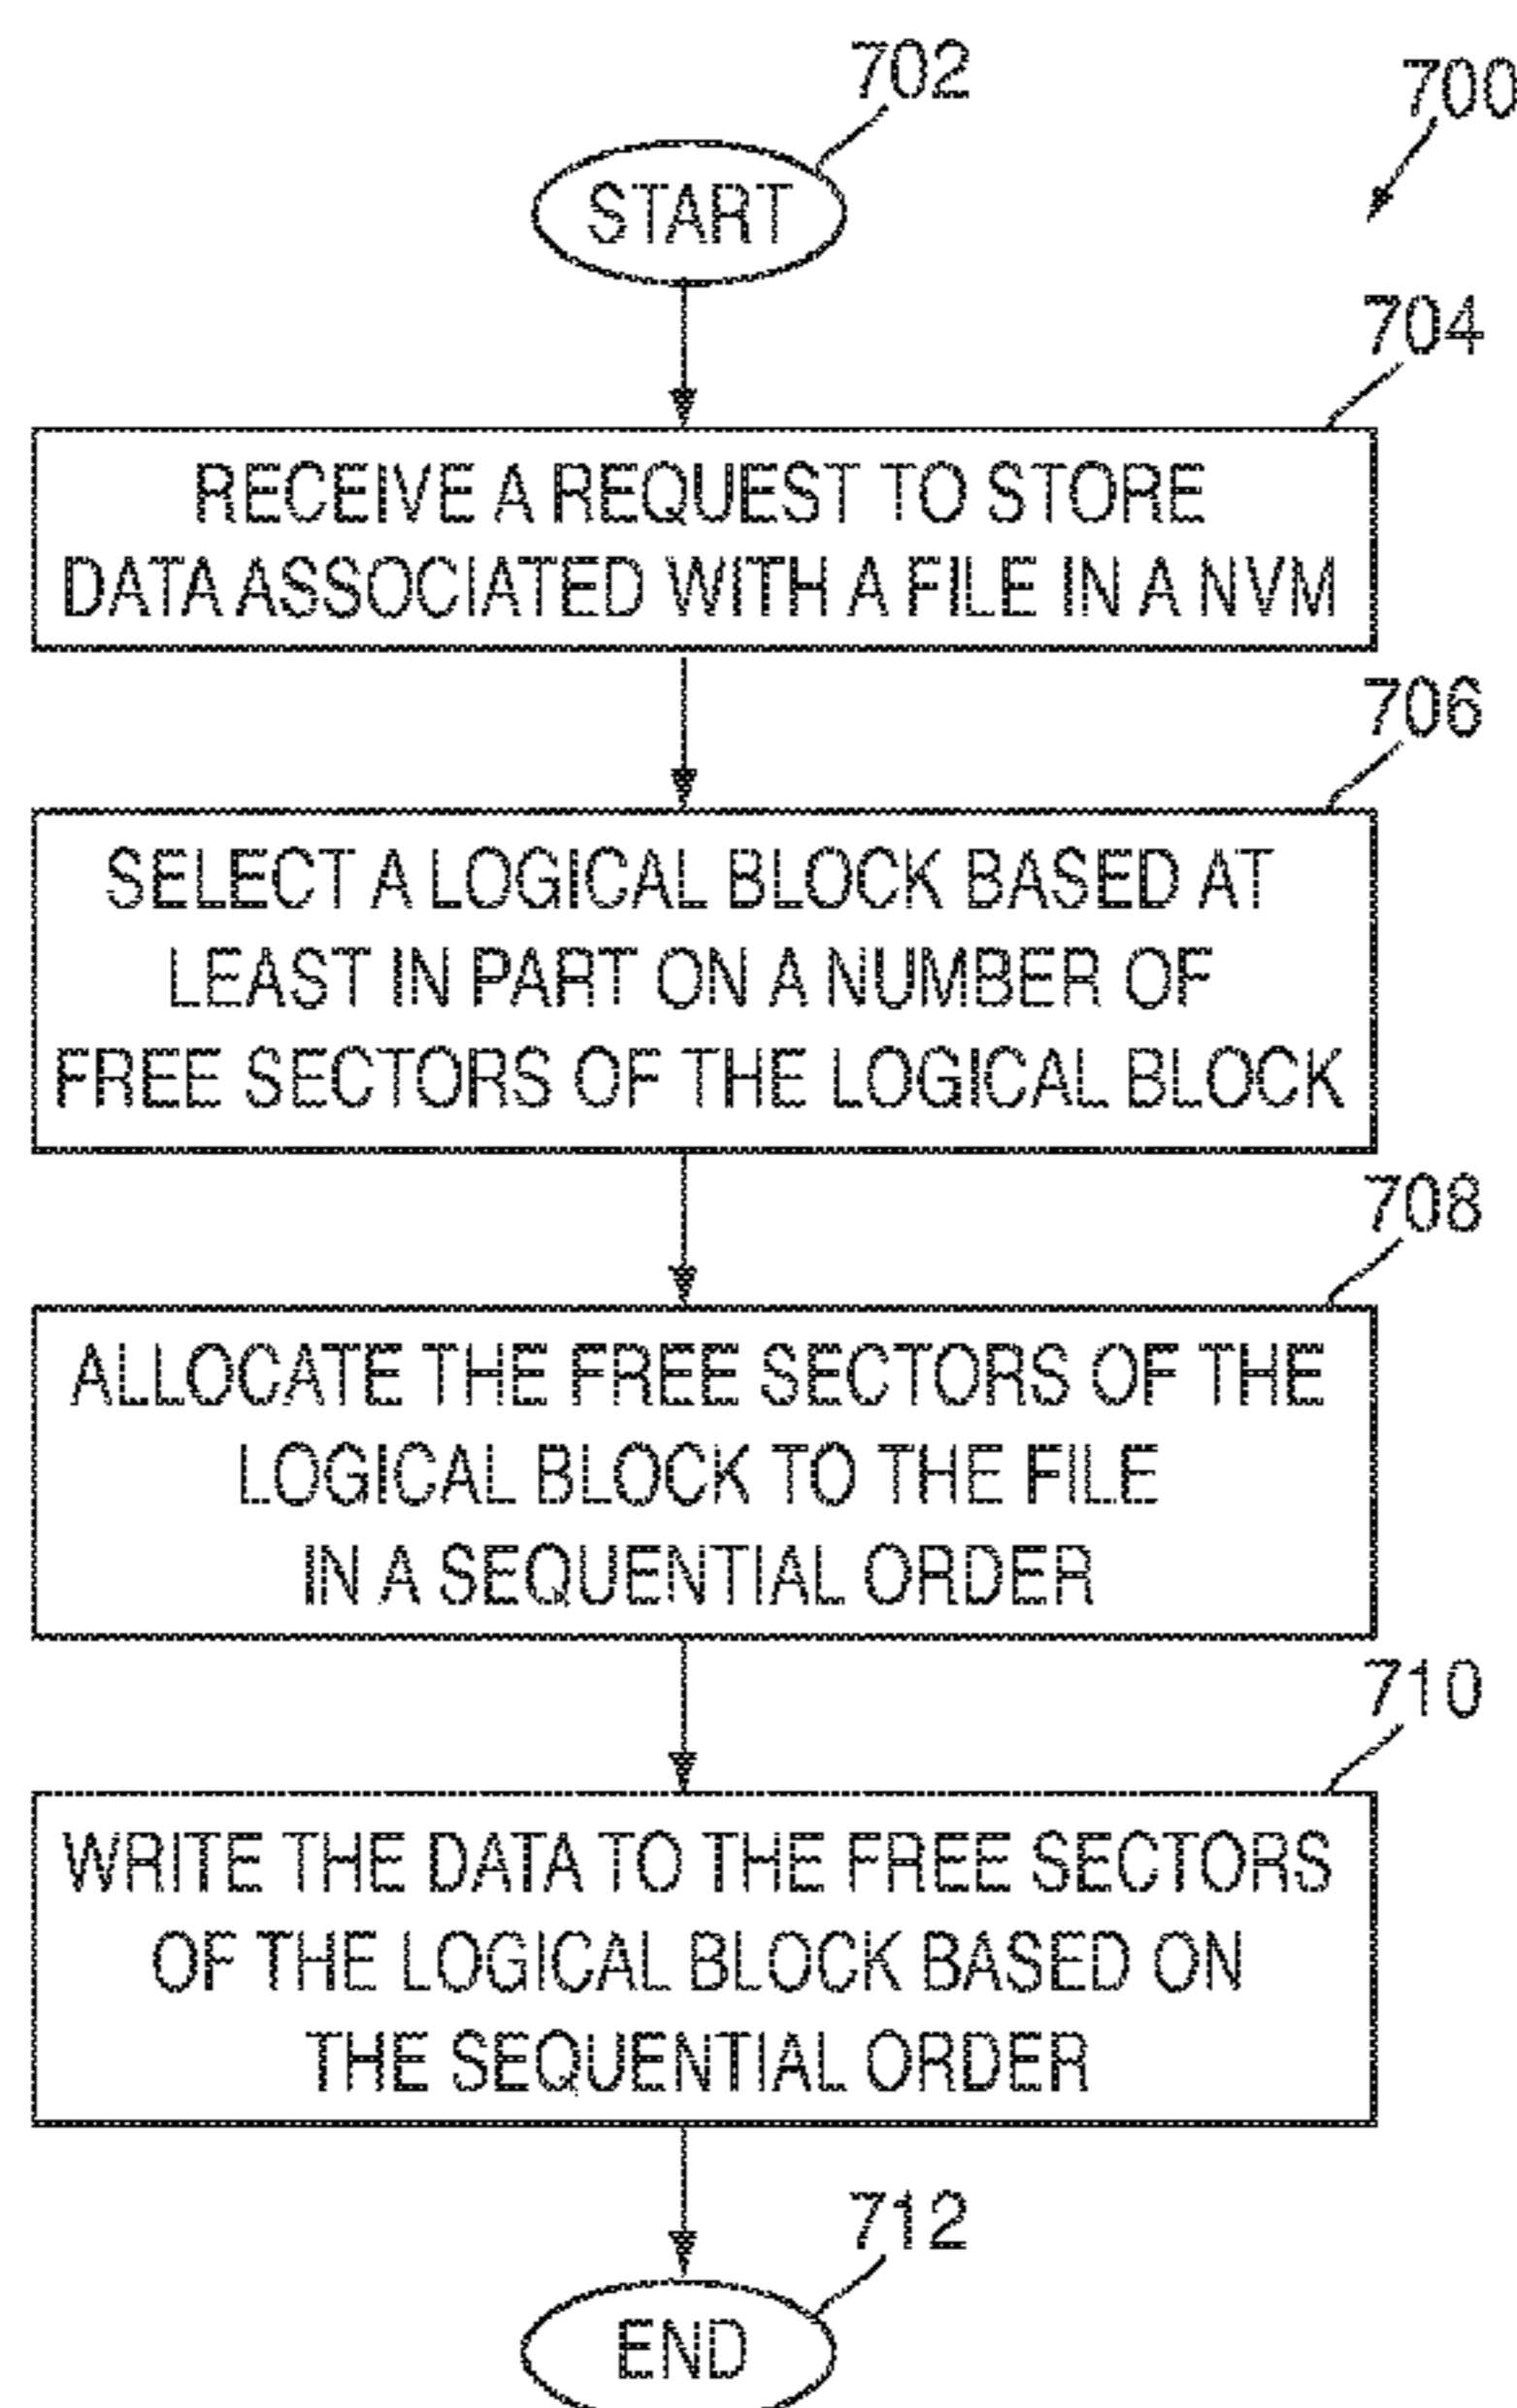 702
700
START
704
RECEIVE A REQUEST TO STORE
DATA ASSOCIATED WITH A FILE IN A NVM
706
SELECT A LOGICAL BLOCK BASED AT
LEAST IN PART ON A NUMBER OF
FREE SECTORS OF THE LOGICAL BLOCK
708
ALLOCATE THE FREE SECTORS OF THE
LOGICAL BLOCK TO THE FILE
IN A SEQUENTIAL ORDER
710
WRITE THE DATA TO THE FREE SECTORS
OF THE LOGICAL BLOCK BASED ON
THE SEQUENTIAL ORDER
712
END